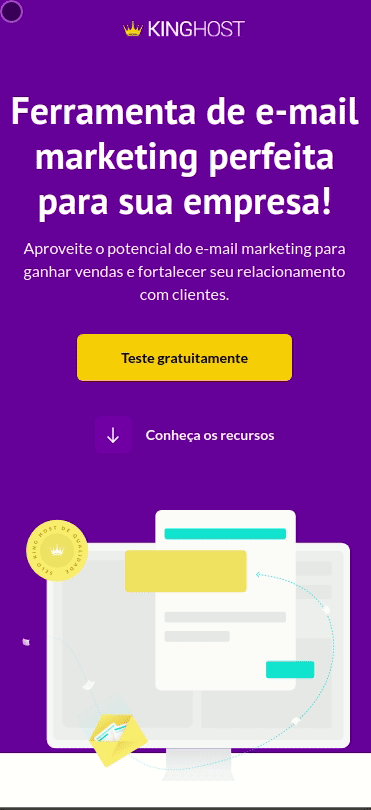 KINGHOST
Ferramenta de e-mail
marketing perfeita
para sua empresa!
Aproveite o potencial do e-mail marketing para
ganhar vendas e fortalecer seu relacionamento
com clientes.
Teste gratuitamente
Conheça os recursos
SELO KING HOST DE QUALIDADE